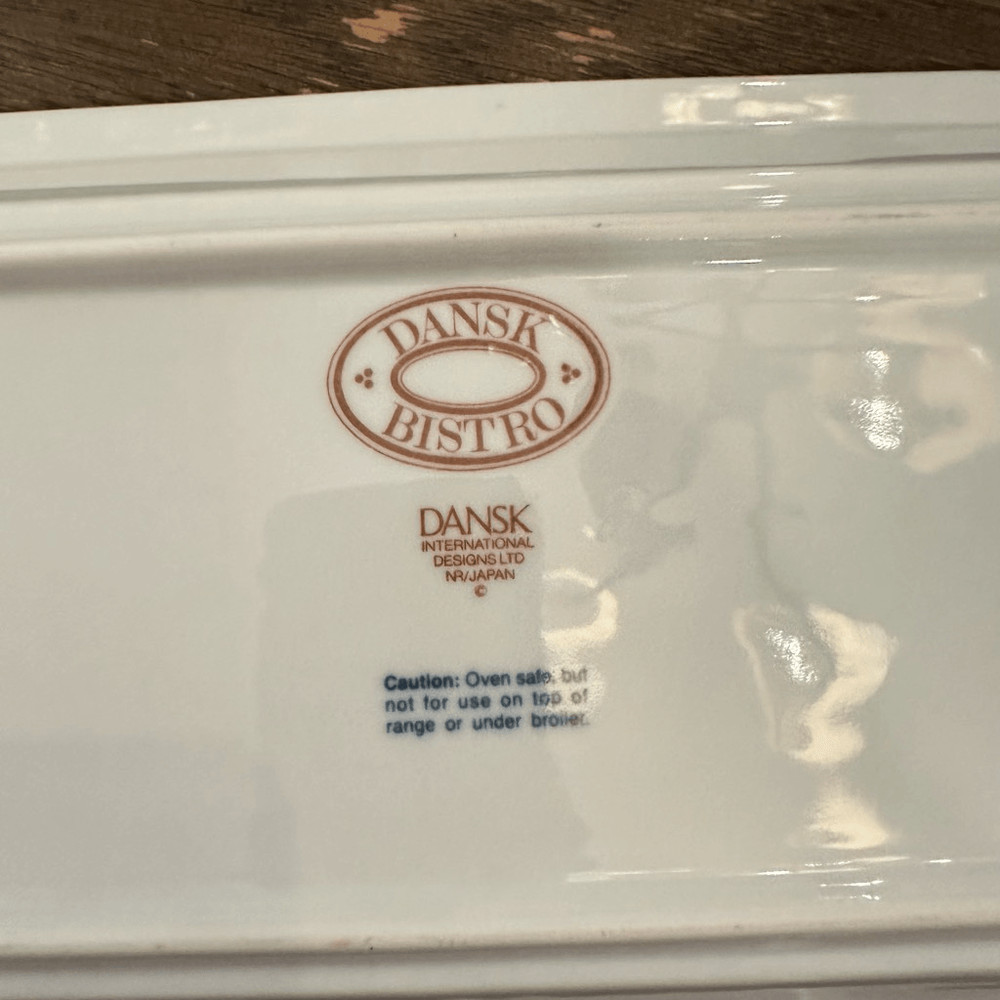 DANSK
BISTRO
DANSK
INTERNATIONAL
DESIGNS LTD
NR/JAPAN
©
Caution: Oven safe, but
not for use on top of
range or under broiler.